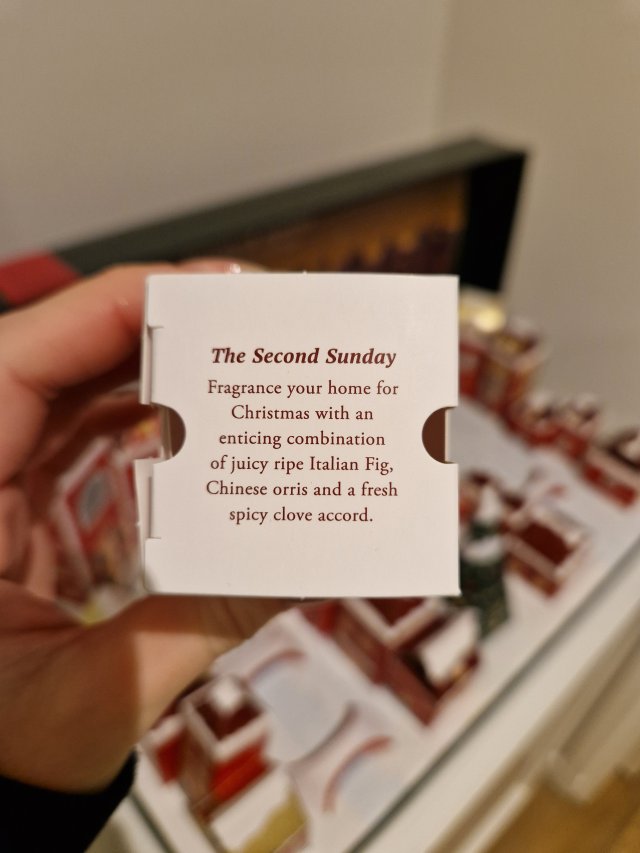 The Second Sunday
Fragrance your home for
Christmas with an
enticing combination
of juicy ripe Italian Fig,
Chinese orris and a fresh
spicy clove accord.